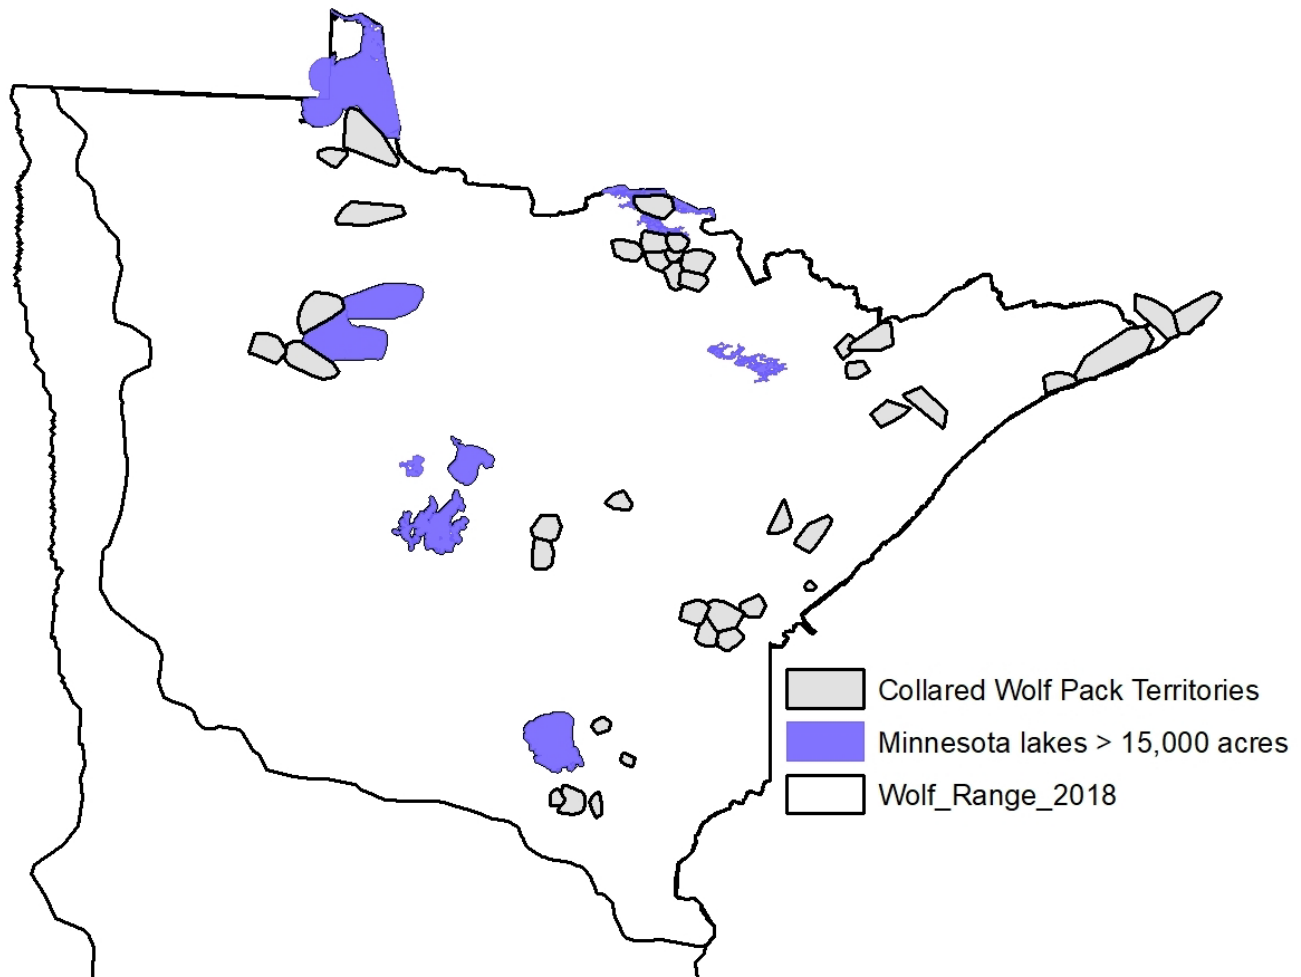 Collared Wolf Pack Territories
Minnesota lakes > 15,000 acres
Wolf_Range_2018